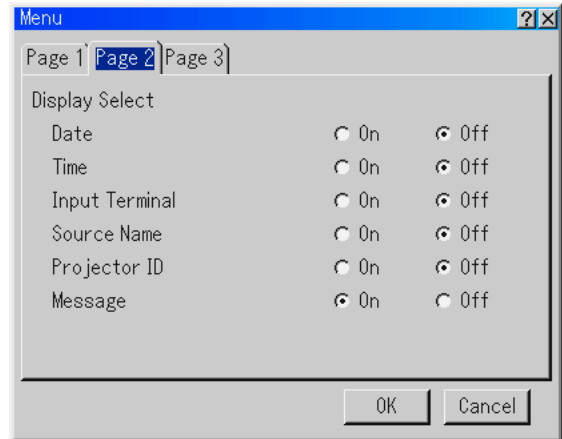 Menu ? X
Page 1 Page 2 Page 3
Display Select
Date On Off
Time On Off
Input Terminal On Off
Source Name On Off
Projector ID On Off
Message On Off
OK Cancel